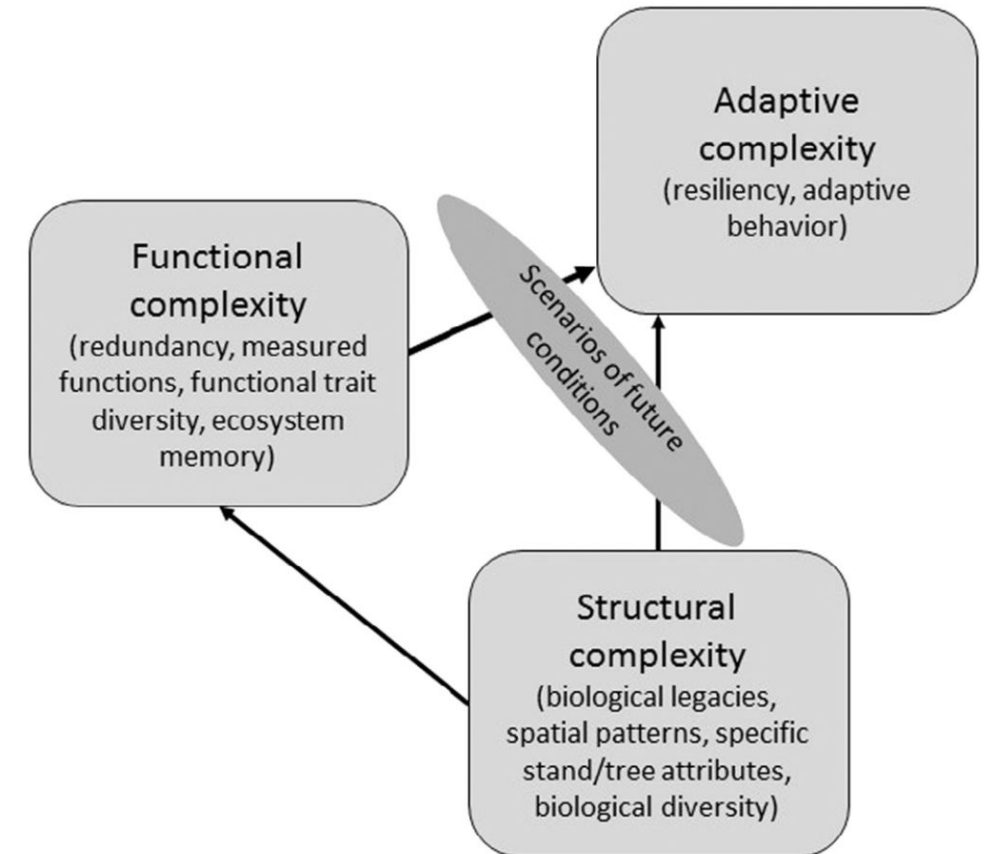 Adaptive
complexity
(resiliency, adaptive
behavior)
Functional
complexity
(redundancy, measured
functions, functional trait
diversity, ecosystem
memory)
Scenarios of future
conditions
Structural
complexity
(biological legacies,
spatial patterns, specific
stand/tree attributes,
biological diversity)